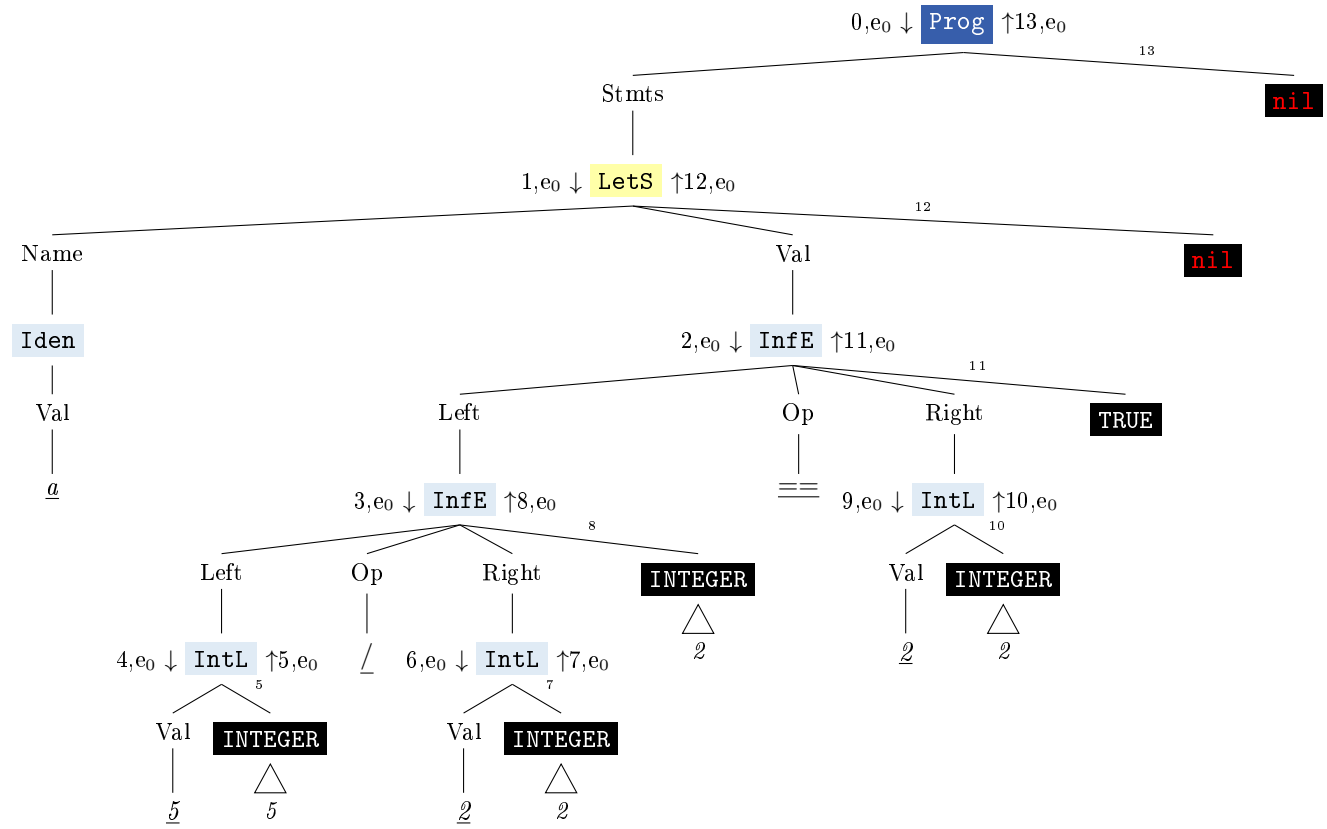 0,e₀ ↓ Prog ↑13,e₀
13
Stmts nil
1,e₀ ↓ LetS ↑12,e₀
12
Name Val nil
Iden 2,e₀ ↓ InfE ↑11,e₀
11
Val Left Op Right TRUE
a 3,e₀ ↓ InfE ↑8,e₀ == 9,e₀ ↓ IntL ↑10,e₀
8 10
Left Op Right INTEGER Val INTEGER
4,e₀ ↓ IntL ↑5,e₀ / 6,e₀ ↓ IntL ↑7,e₀ 2 2 2
5 7
Val INTEGER Val INTEGER
5 5 2 2